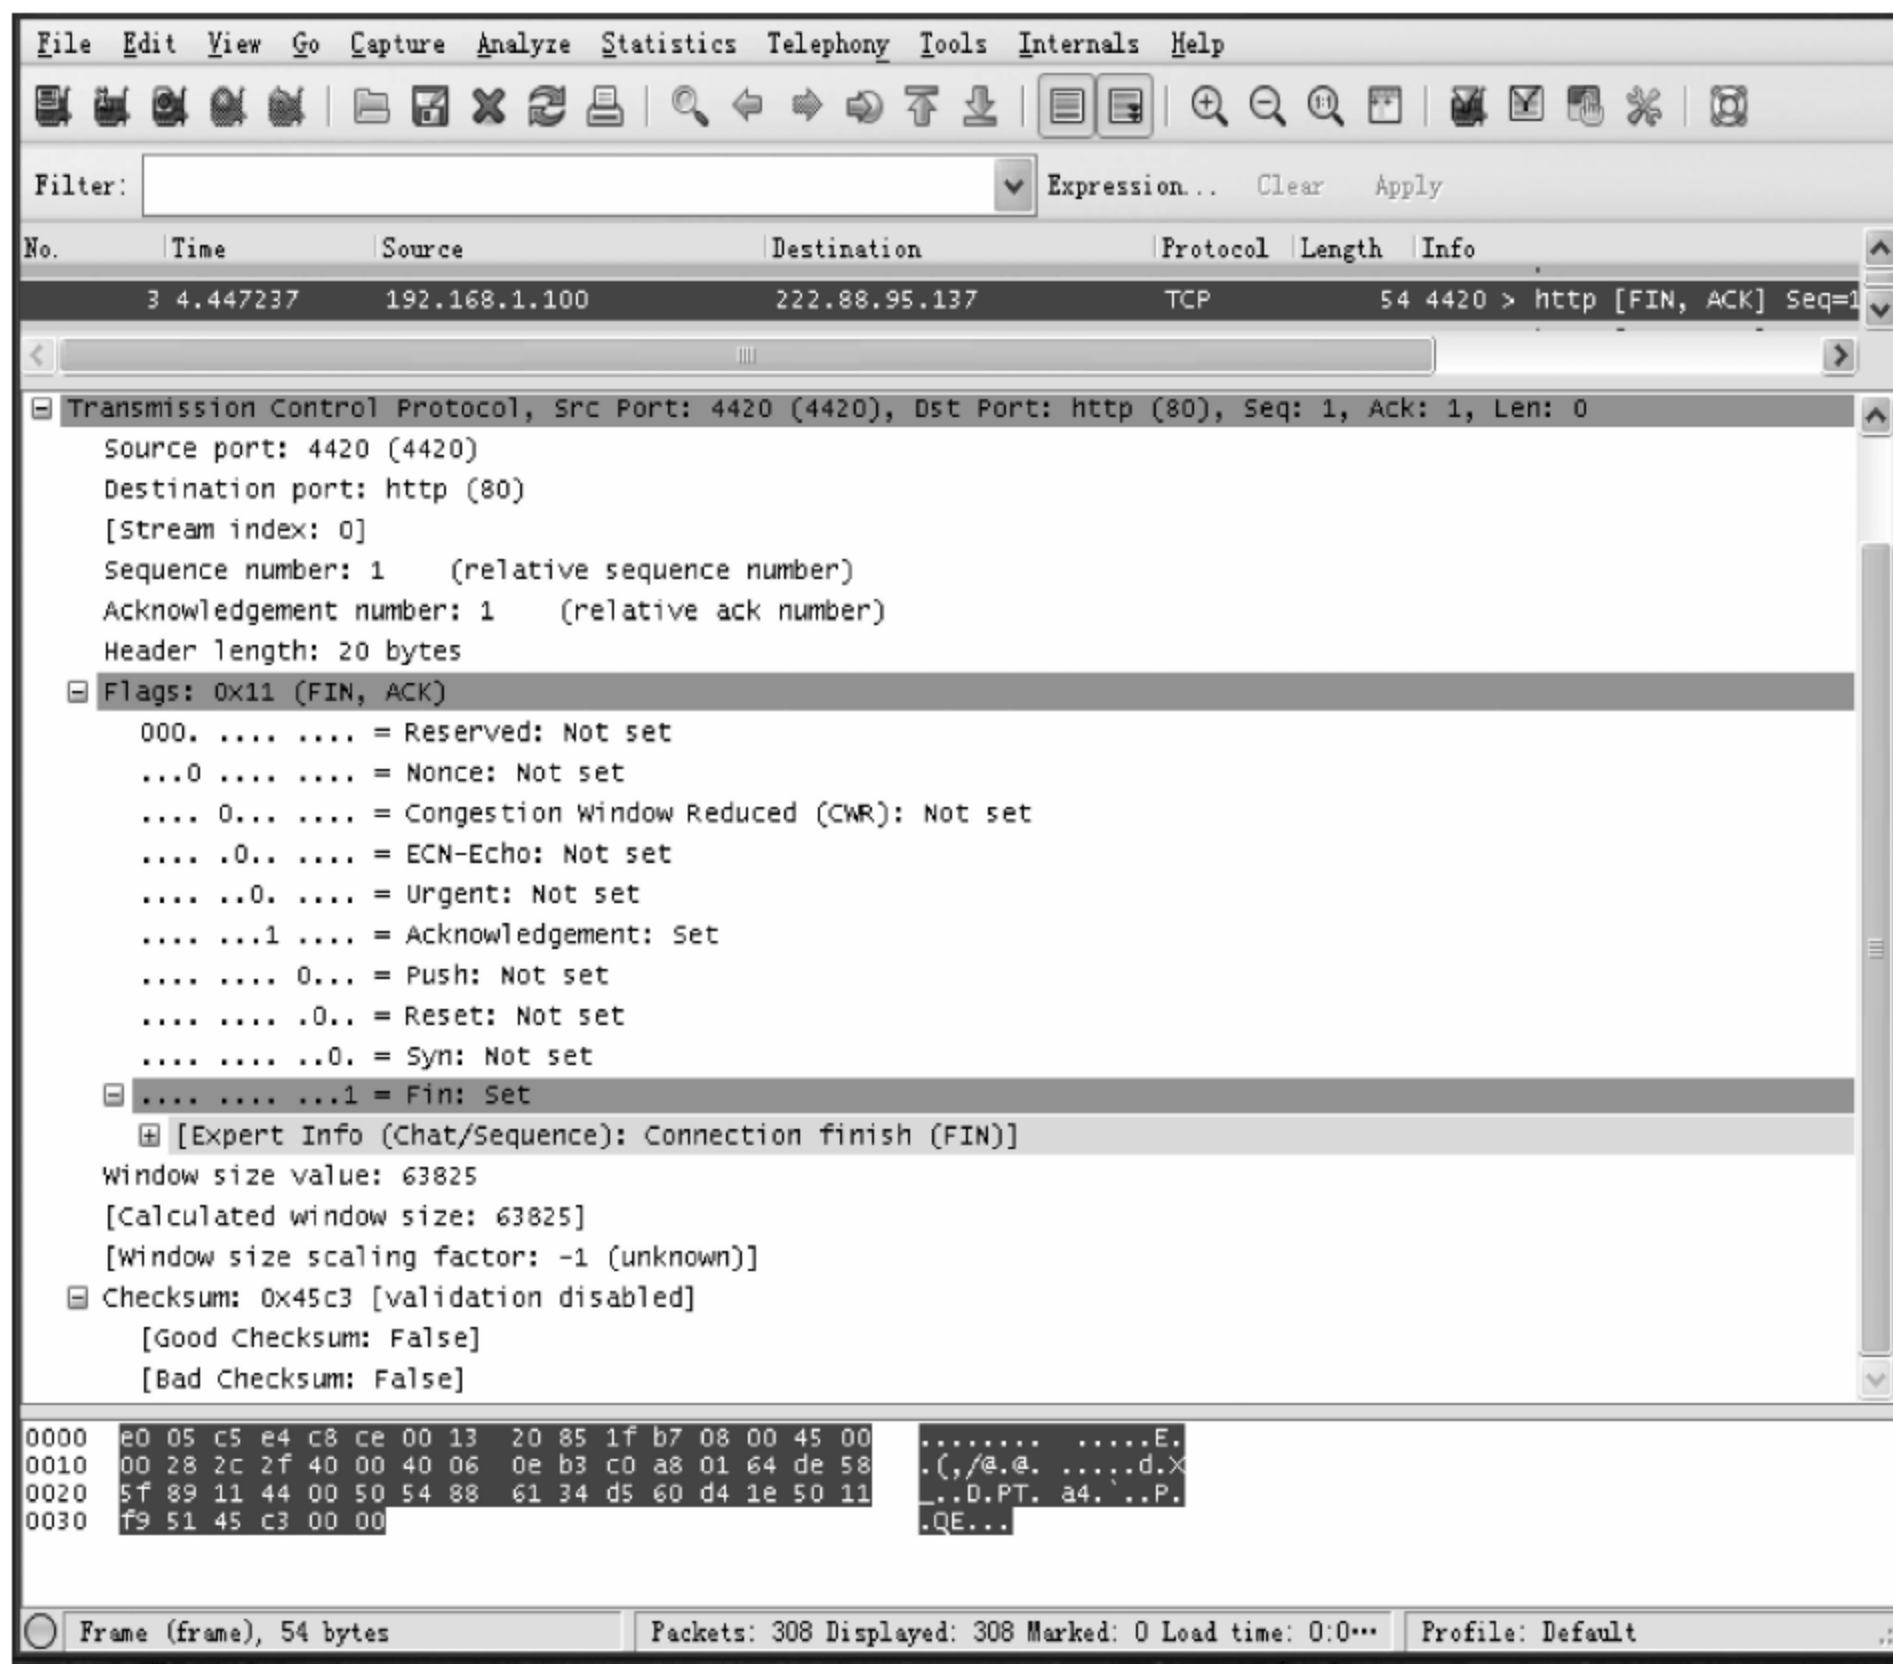 File Edit View Go Capture Analyze Statistics Telephony Tools Internals Help
Filter: Expression... Clear Apply
No. Time Source Destination Protocol Length Info
3 4.447237 192.168.1.100 222.88.95.137 TCP 54 4420 > http [FIN, ACK] Seq=1
Transmission Control Protocol, Src Port: 4420 (4420), Dst Port: http (80), Seq: 1, Ack: 1, Len: 0
Source port: 4420 (4420)
Destination port: http (80)
[Stream index: 0]
Sequence number: 1 (relative sequence number)
Acknowledgement number: 1 (relative ack number)
Header length: 20 bytes
Flags: 0x11 (FIN, ACK)
000. .... .... = Reserved: Not set
...0 .... .... = Nonce: Not set
.... 0... .... = Congestion Window Reduced (CWR): Not set
.... .0.. .... = ECN-Echo: Not set
.... ..0. .... = Urgent: Not set
.... ...1 .... = Acknowledgement: Set
.... .... 0... = Push: Not set
.... .... .0.. = Reset: Not set
.... .... ..0. = Syn: Not set
.... .... ...1 = Fin: Set
[Expert Info (Chat/Sequence): Connection finish (FIN)]
Window size value: 63825
[Calculated window size: 63825]
[Window size scaling factor: -1 (unknown)]
Checksum: 0x45c3 [validation disabled]
[Good Checksum: False]
[Bad Checksum: False]
0000 e0 05 c5 e4 c8 ce 00 13 20 85 1f b7 08 00 45 00 ........ .....E.
0010 00 28 2c 2f 40 00 40 06 0e b3 c0 a8 01 64 de 58 .(,/@.@. .....d.X
0020 5f 89 11 44 00 50 54 88 61 34 d5 60 d4 1e 50 11 _..D.PT. a4.`..P.
0030 f9 51 45 c3 00 00 .QE...
Frame (frame), 54 bytes Packets: 308 Displayed: 308 Marked: 0 Load time: 0:0… Profile: Default